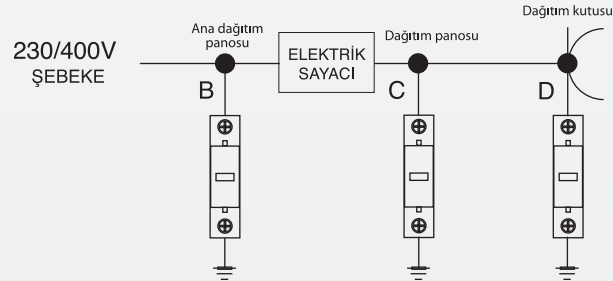 Dağıtım kutusu
Ana dağıtım
panosu
Dağıtım panosu
230/400V
ŞEBEKE
ELEKTRİK
SAYACI
B
C
D